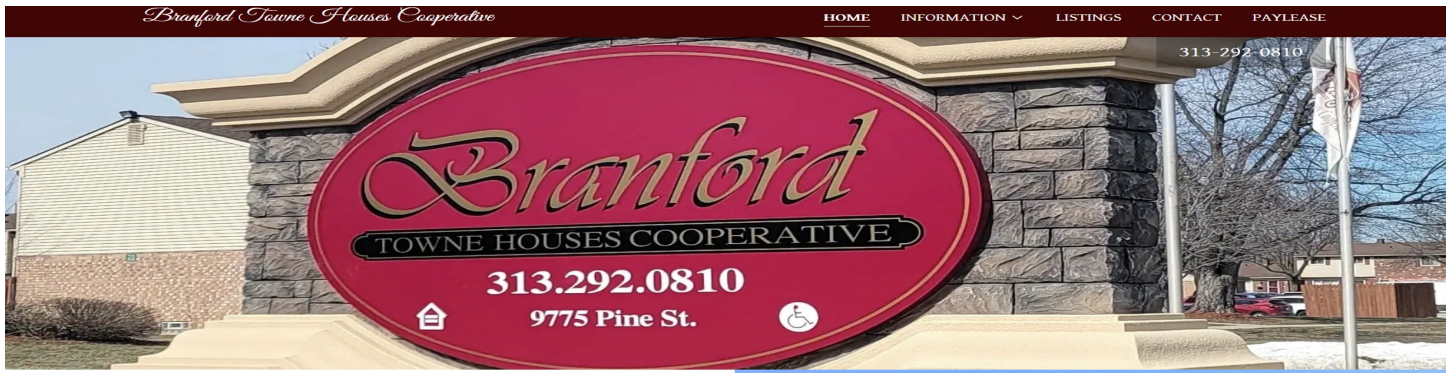 Branford Towne Houses Cooperative
HOME INFORMATION LISTINGS CONTACT PAYLEASE
313-292-0810
Branford
TOWNE HOUSES COOPERATIVE
313.292.0810
9775 Pine St.